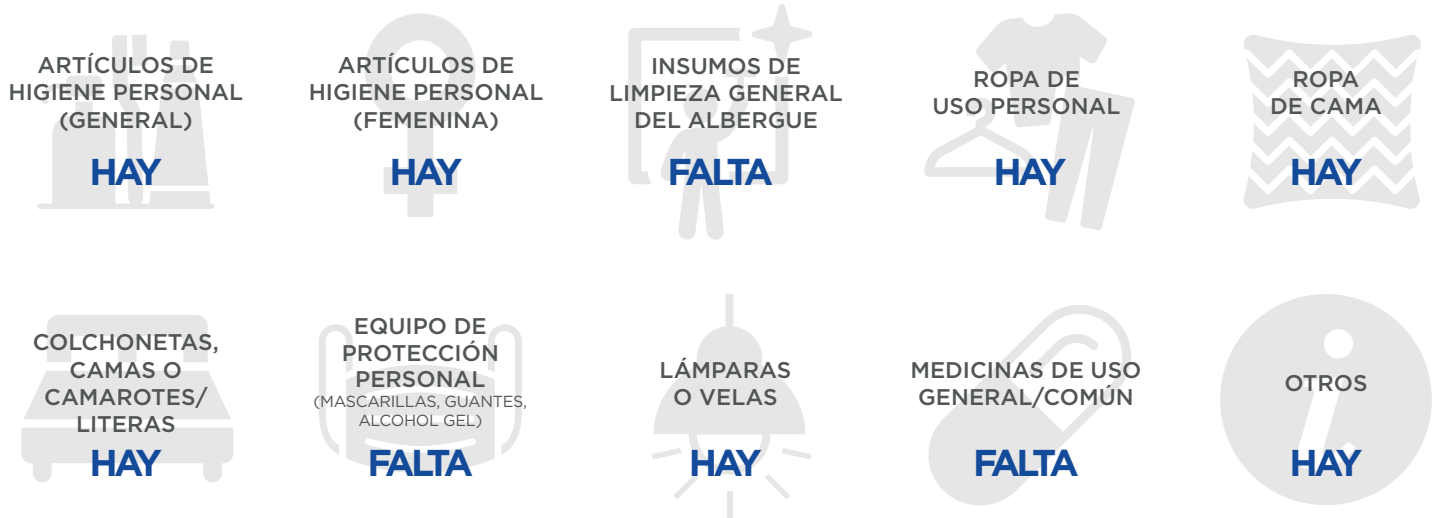 ARTÍCULOS DE
HIGIENE PERSONAL
(GENERAL)
HAY
ARTÍCULOS DE
HIGIENE PERSONAL
(FEMENINA)
HAY
INSUMOS DE
LIMPIEZA GENERAL
DEL ALBERGUE
FALTA
ROPA DE
USO PERSONAL
HAY
ROPA
DE CAMA
HAY
COLCHONETAS,
CAMAS O
CAMAROTES/
LITERAS
HAY
EQUIPO DE
PROTECCIÓN
PERSONAL
(MASCARILLAS, GUANTES,
ALCOHOL GEL)
FALTA
LÁMPARAS
O VELAS
HAY
MEDICINAS DE USO
GENERAL/COMÚN
FALTA
OTROS
HAY